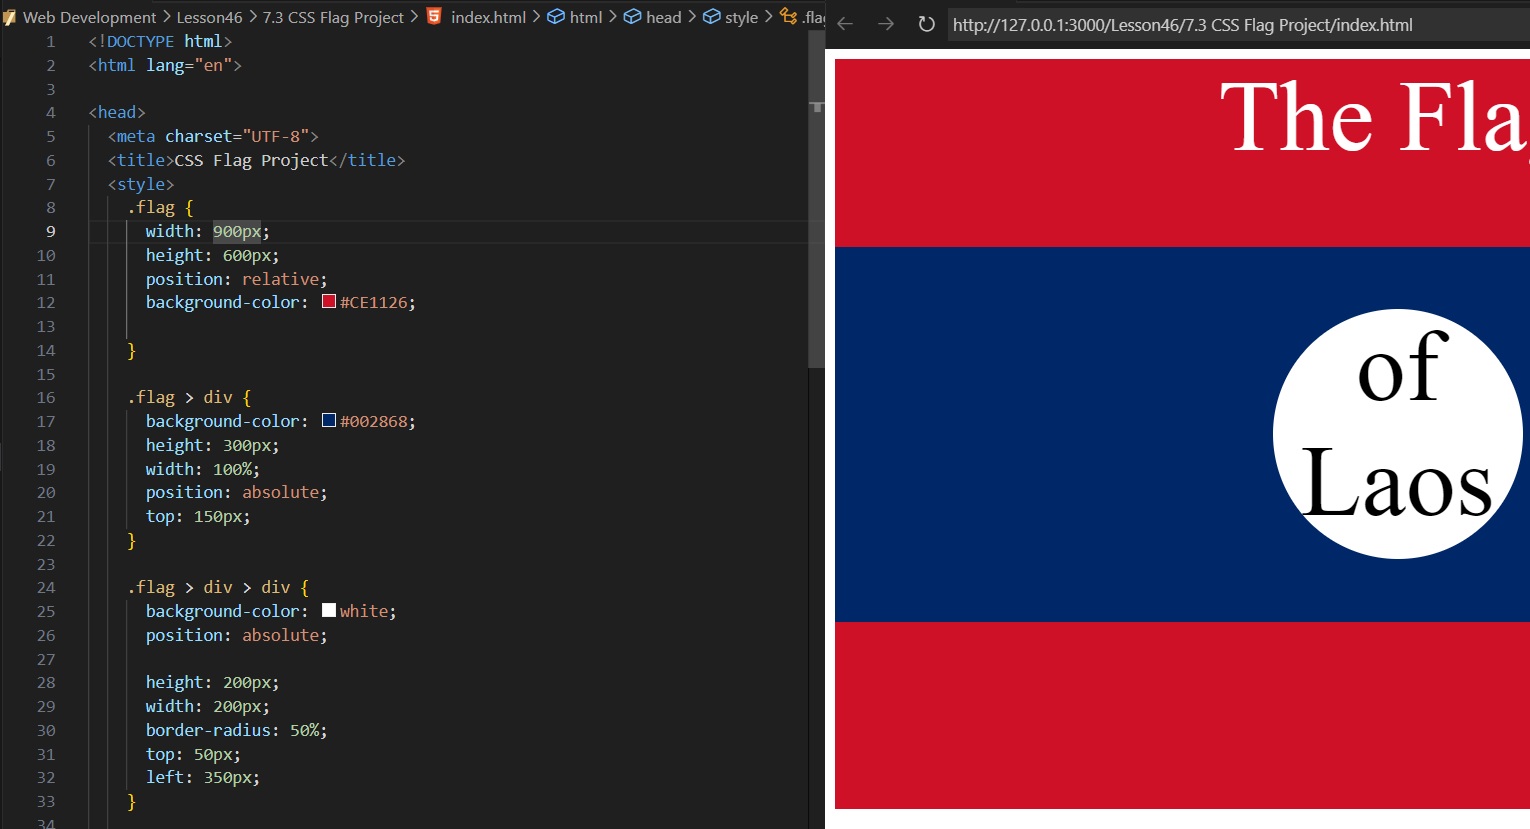 Web Development > Lesson46 > 7.3 CSS Flag Project > index.html > html > head > style > .flag
1 <!DOCTYPE html>
2 <html lang="en">
3
4 <head>
5 <meta charset="UTF-8">
6 <title>CSS Flag Project</title>
7 <style>
8 .flag {
9 width: 900px;
10 height: 600px;
11 position: relative;
12 background-color: #CE1126;
13
14 }
15
16 .flag > div {
17 background-color: #002868;
18 height: 300px;
19 width: 100%;
20 position: absolute;
21 top: 150px;
22 }
23
24 .flag > div > div {
25 background-color: white;
26 position: absolute;
27
28 height: 200px;
29 width: 200px;
30 border-radius: 50%;
31 top: 50px;
32 left: 350px;
33 }
34
http://127.0.0.1:3000/Lesson46/7.3 CSS Flag Project/index.html
The Fla
of
Laos